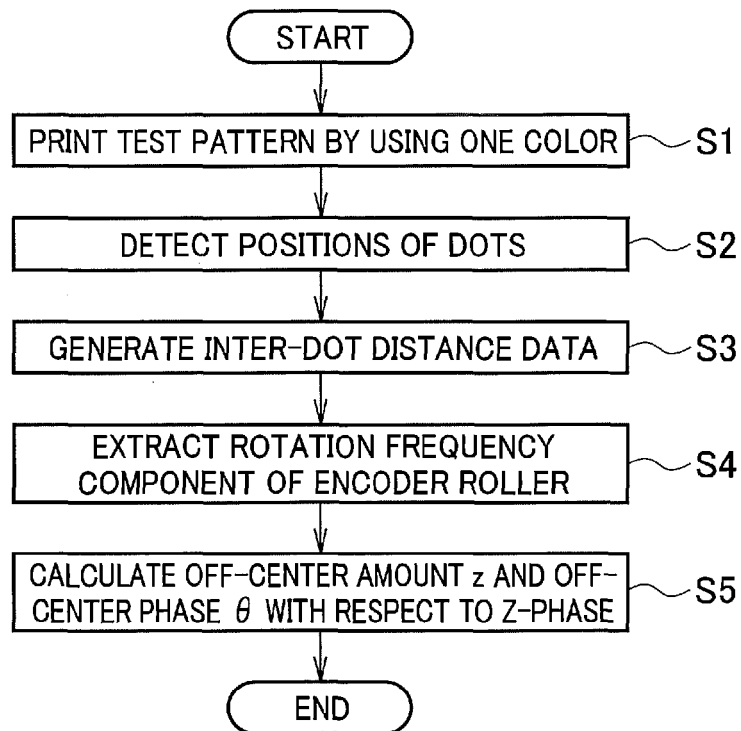 START
PRINT TEST PATTERN BY USING ONE COLOR
S1
DETECT POSITIONS OF DOTS
S2
GENERATE INTER-DOT DISTANCE DATA
S3
EXTRACT ROTATION FREQUENCY
COMPONENT OF ENCODER ROLLER
S4
CALCULATE OFF-CENTER AMOUNT z AND OFF-
CENTER PHASE θ WITH RESPECT TO Z-PHASE
S5
END